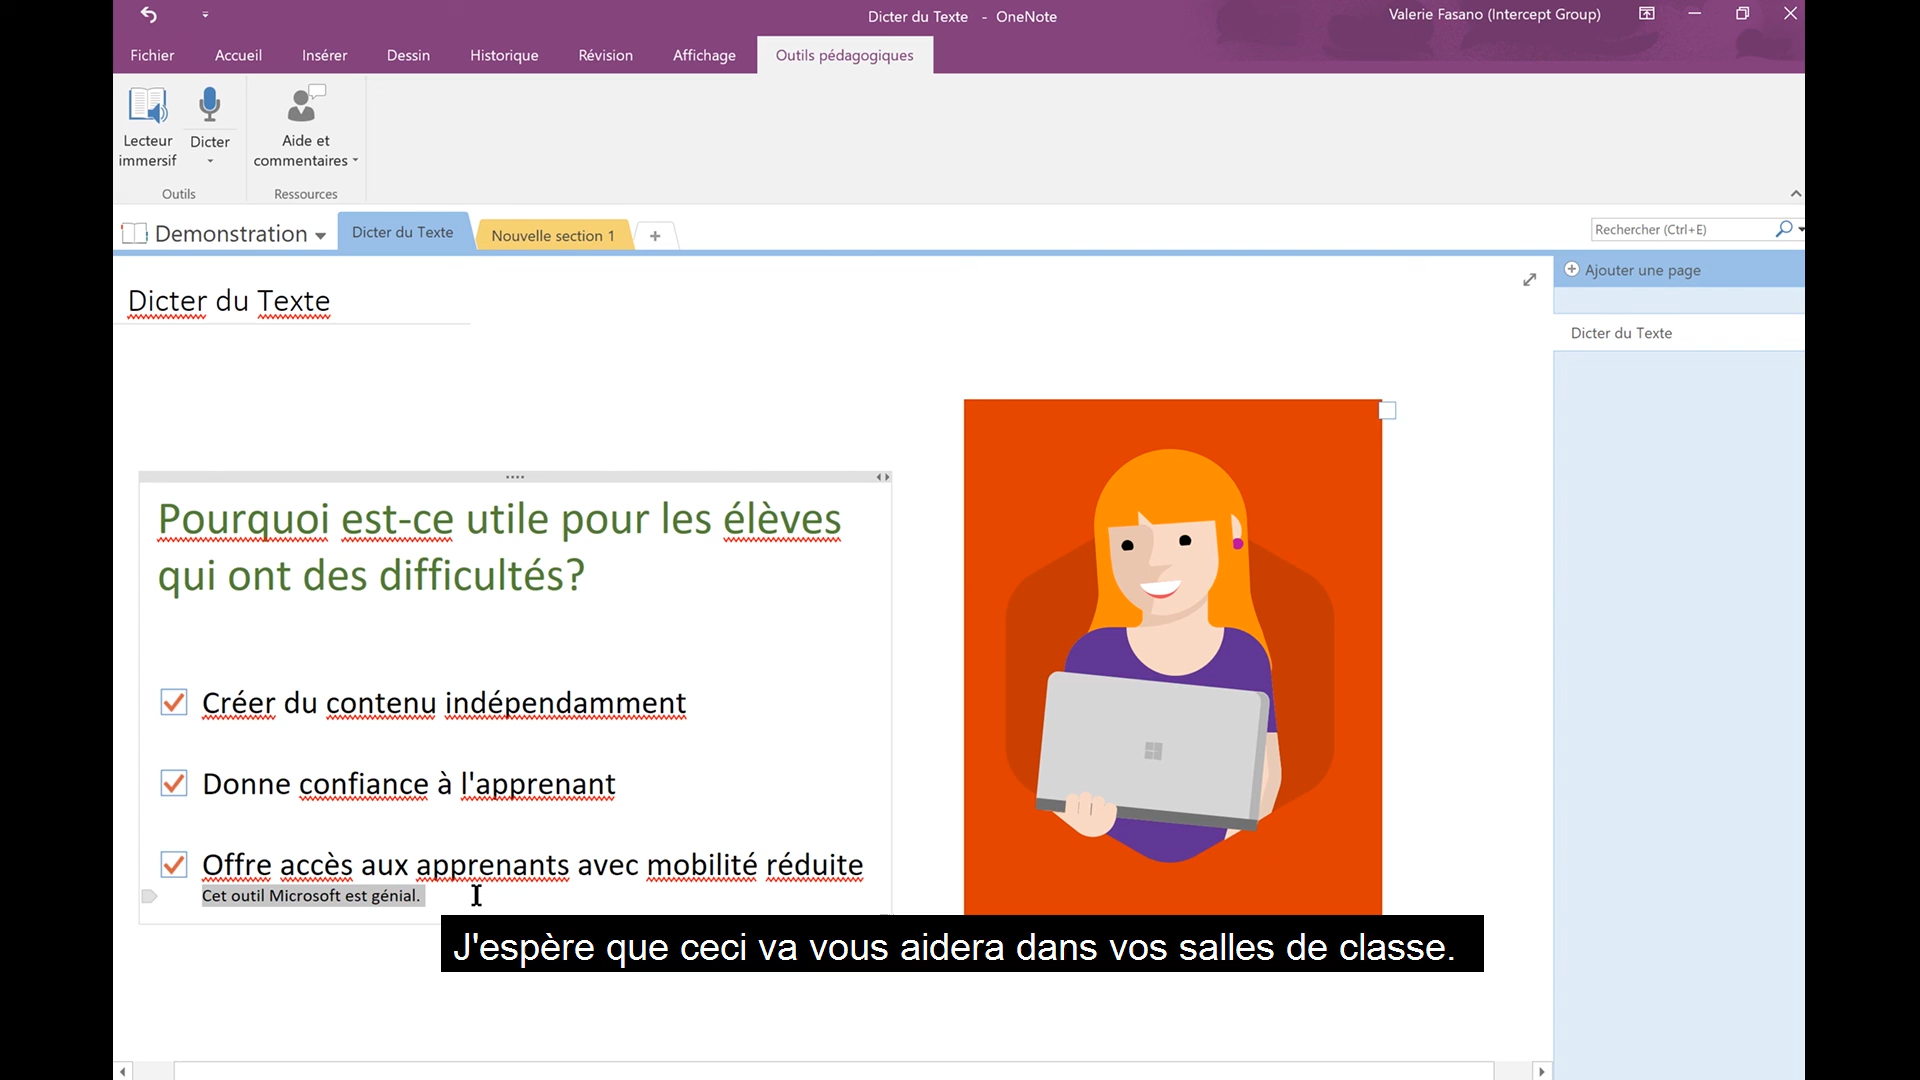 Dicter du Texte - OneNote
Valerie Fasano (Intercept Group)
Fichier Accueil Insérer Dessin Historique Révision Affichage Outils pédagogiques
Lecteur immersif
Dicter
Aide et commentaires
Outils
Ressources
Demonstration
Dicter du Texte
Nouvelle section 1
+
Rechercher (Ctrl+E)
Ajouter une page
Dicter du Texte
Dicter du Texte
Pourquoi est-ce utile pour les élèves
qui ont des difficultés?
Créer du contenu indépendamment
Donne confiance à l'apprenant
Offre accès aux apprenants avec mobilité réduite
Cet outil Microsoft est génial.
J'espère que ceci va vous aidera dans vos salles de classe.